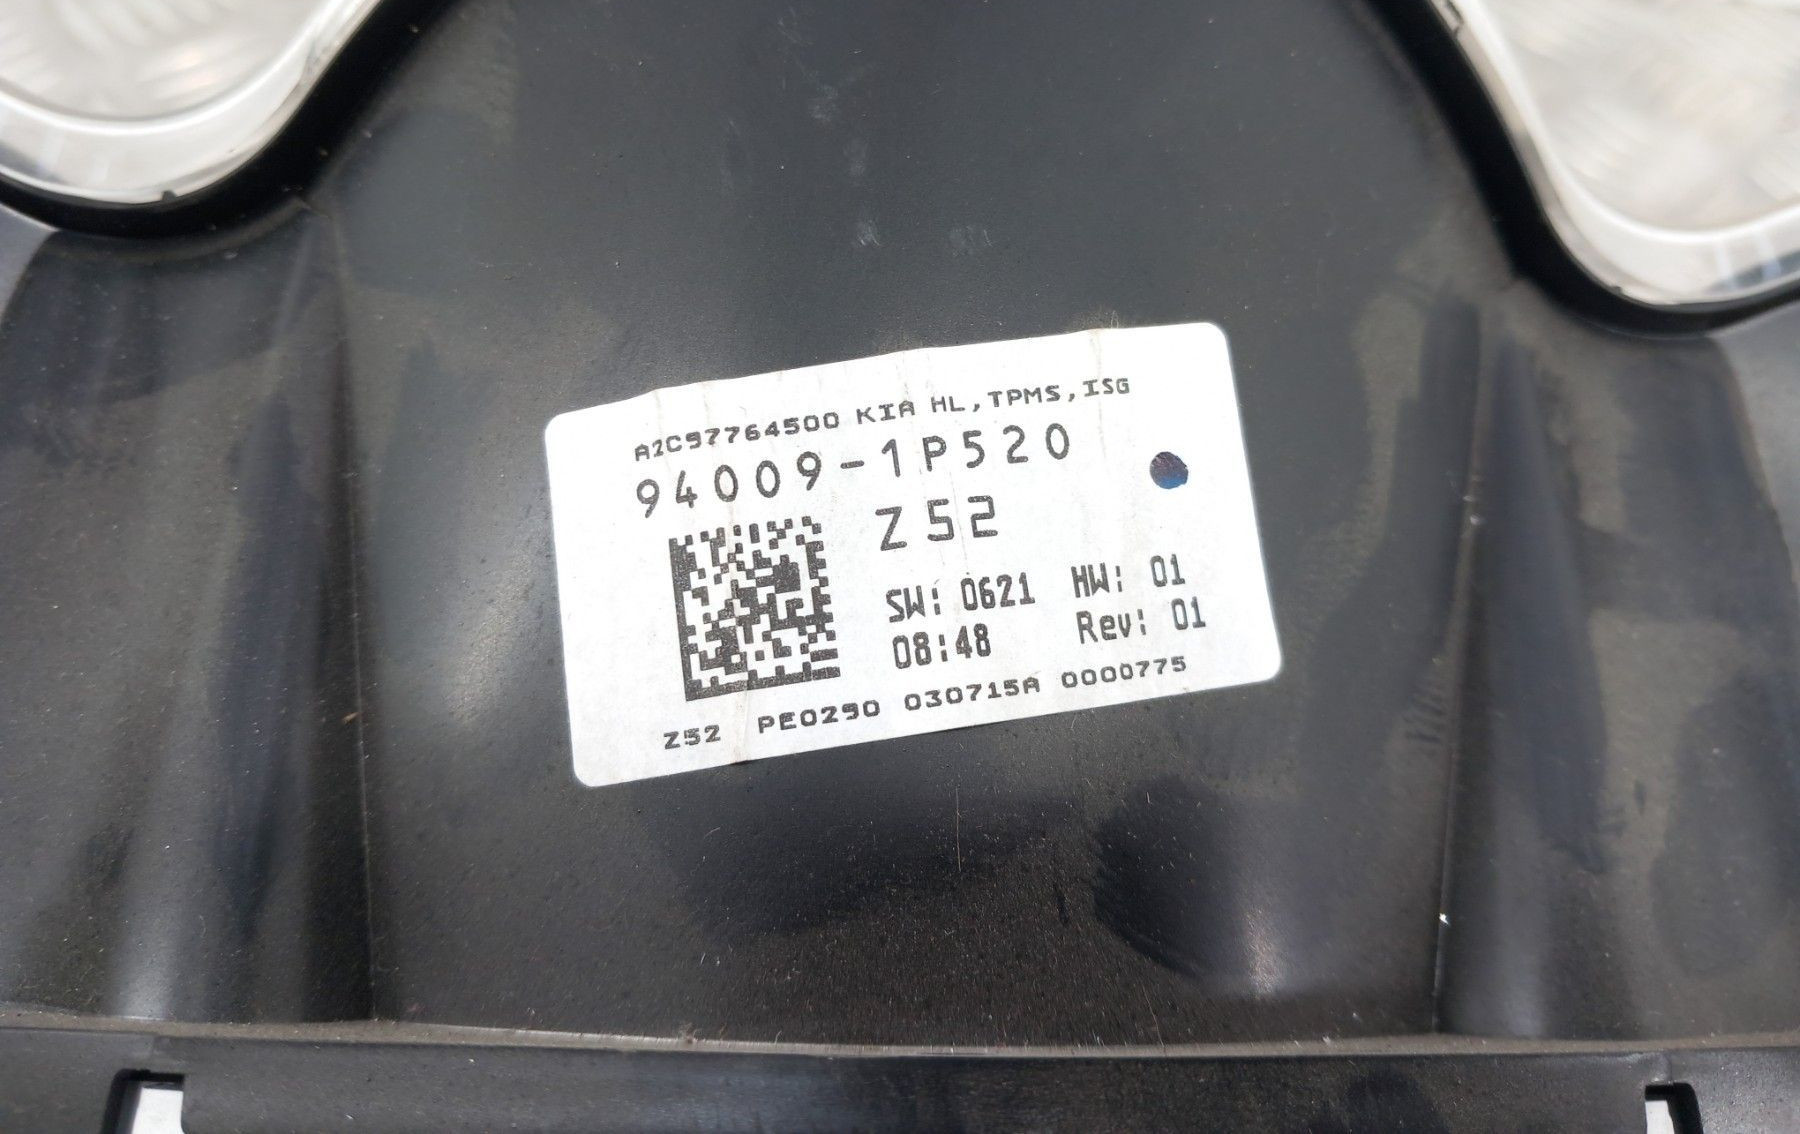 A2C97764500 KIA HL,TPMS,ISG
94009-1P520
Z52
SW: 0621 HW: 01
08:48 Rev: 01
Z52 PE0290 030715A 0000775